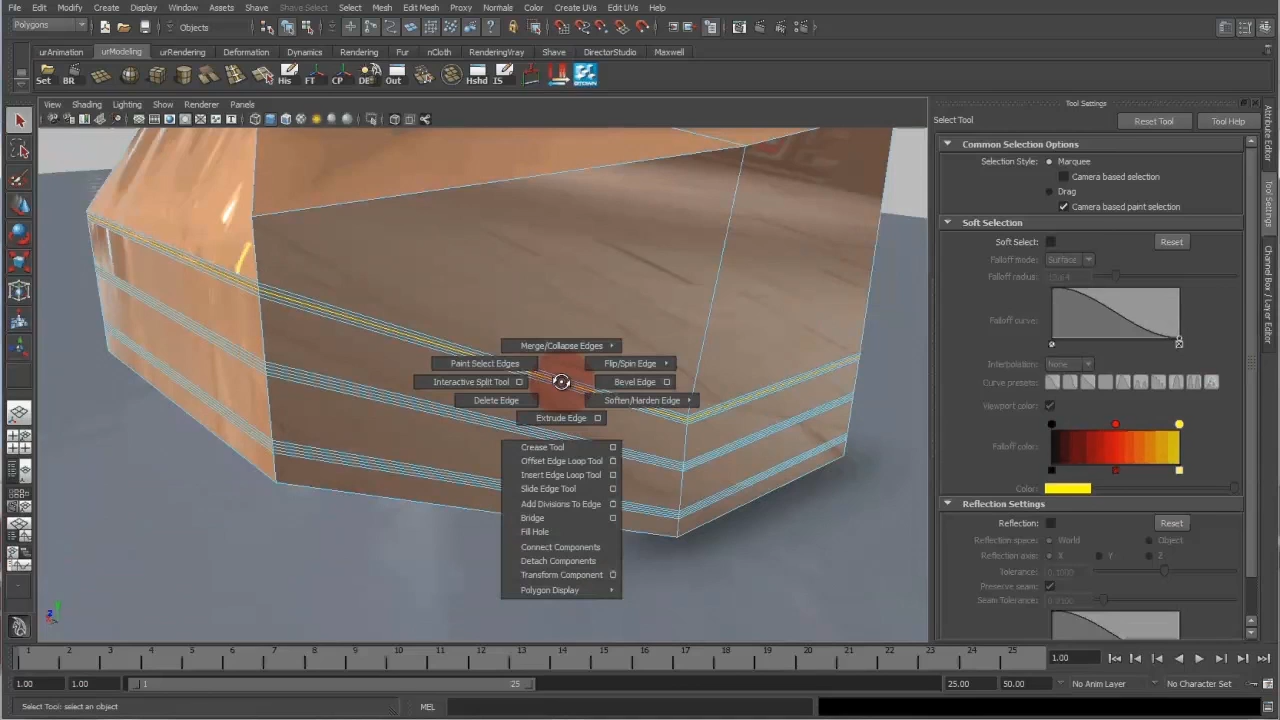 File Edit Modify Create Display Window Assets Shave Shave Select Select Mesh Edit Mesh Proxy Normals Color Create UVs Edit UVs Help
Polygons Objects
urAnimation urModeling urRendering Deformation Dynamics Rendering Fur nCloth RenderingVray Shave DirectorStudio Maxwell
Set BR His FT CP Out Hshd IS
View Shading Lighting Show Renderer Panels
Tool Settings
Select Tool Reset Tool Tool Help
Common Selection Options
Selection Style: Marquee
Camera based selection
Drag
Camera based paint selection
Soft Selection
Soft Select: Reset
Falloff mode: Surface
Falloff radius:
Falloff curve:
Interpolation: None
Curve presets:
Viewport color:
Falloff color:
Color:
Reflection Settings
Reflection: Reset
Reflection space: World Object
Reflection axis: X Y Z
Tolerance:
Preserve seam:
Seam Tolerance:
Attribute Editor
Tool Settings
Channel Box / Layer Editor
Merge/Collapse Edges
Paint Select Edges Flip/Spin Edge
Interactive Split Tool Bevel Edge
Delete Edge Soften/Harden Edge
Extrude Edge
Crease Tool
Offset Edge Loop Tool
Insert Edge Loop Tool
Slide Edge Tool
Add Divisions To Edge
Bridge
Fill Hole
Connect Components
Detach Components
Transform Component
Polygon Display
1 2 3 4 5 6 7 8 9 10 11 12 13 14 15 16 17 18 19 20 21 22 23 24 25 1.00
1.00 1.00 1 25 25.00 50.00 No Anim Layer No Character Set
Select Tool: select an object MEL